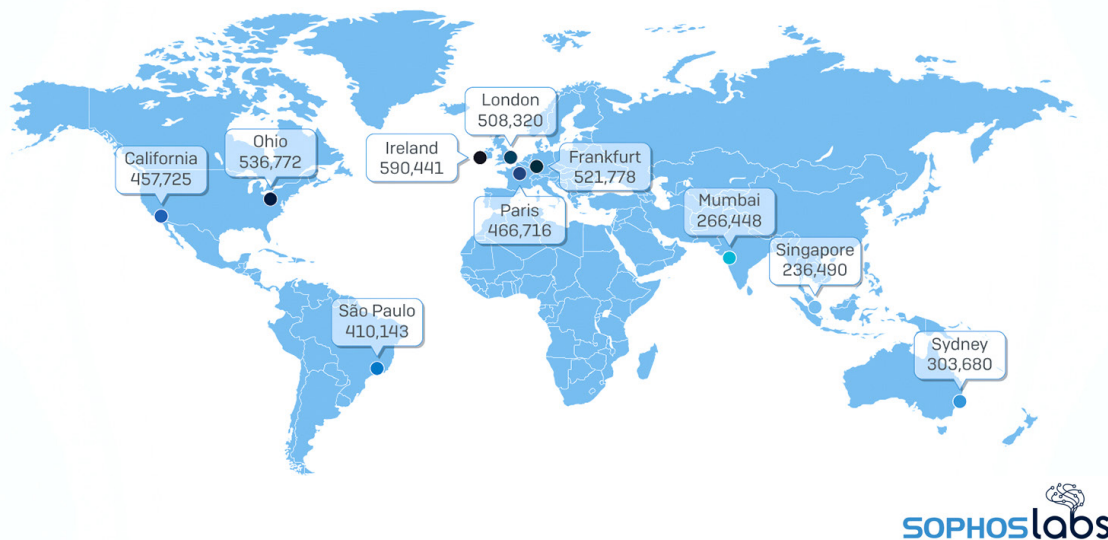 London
508,320
Ohio
536,772
Ireland
590,441
Frankfurt
521,778
California
457,725
Paris
466,716
Mumbai
266,448
Singapore
236,490
São Paulo
410,143
Sydney
303,680
SOPHOSlabs